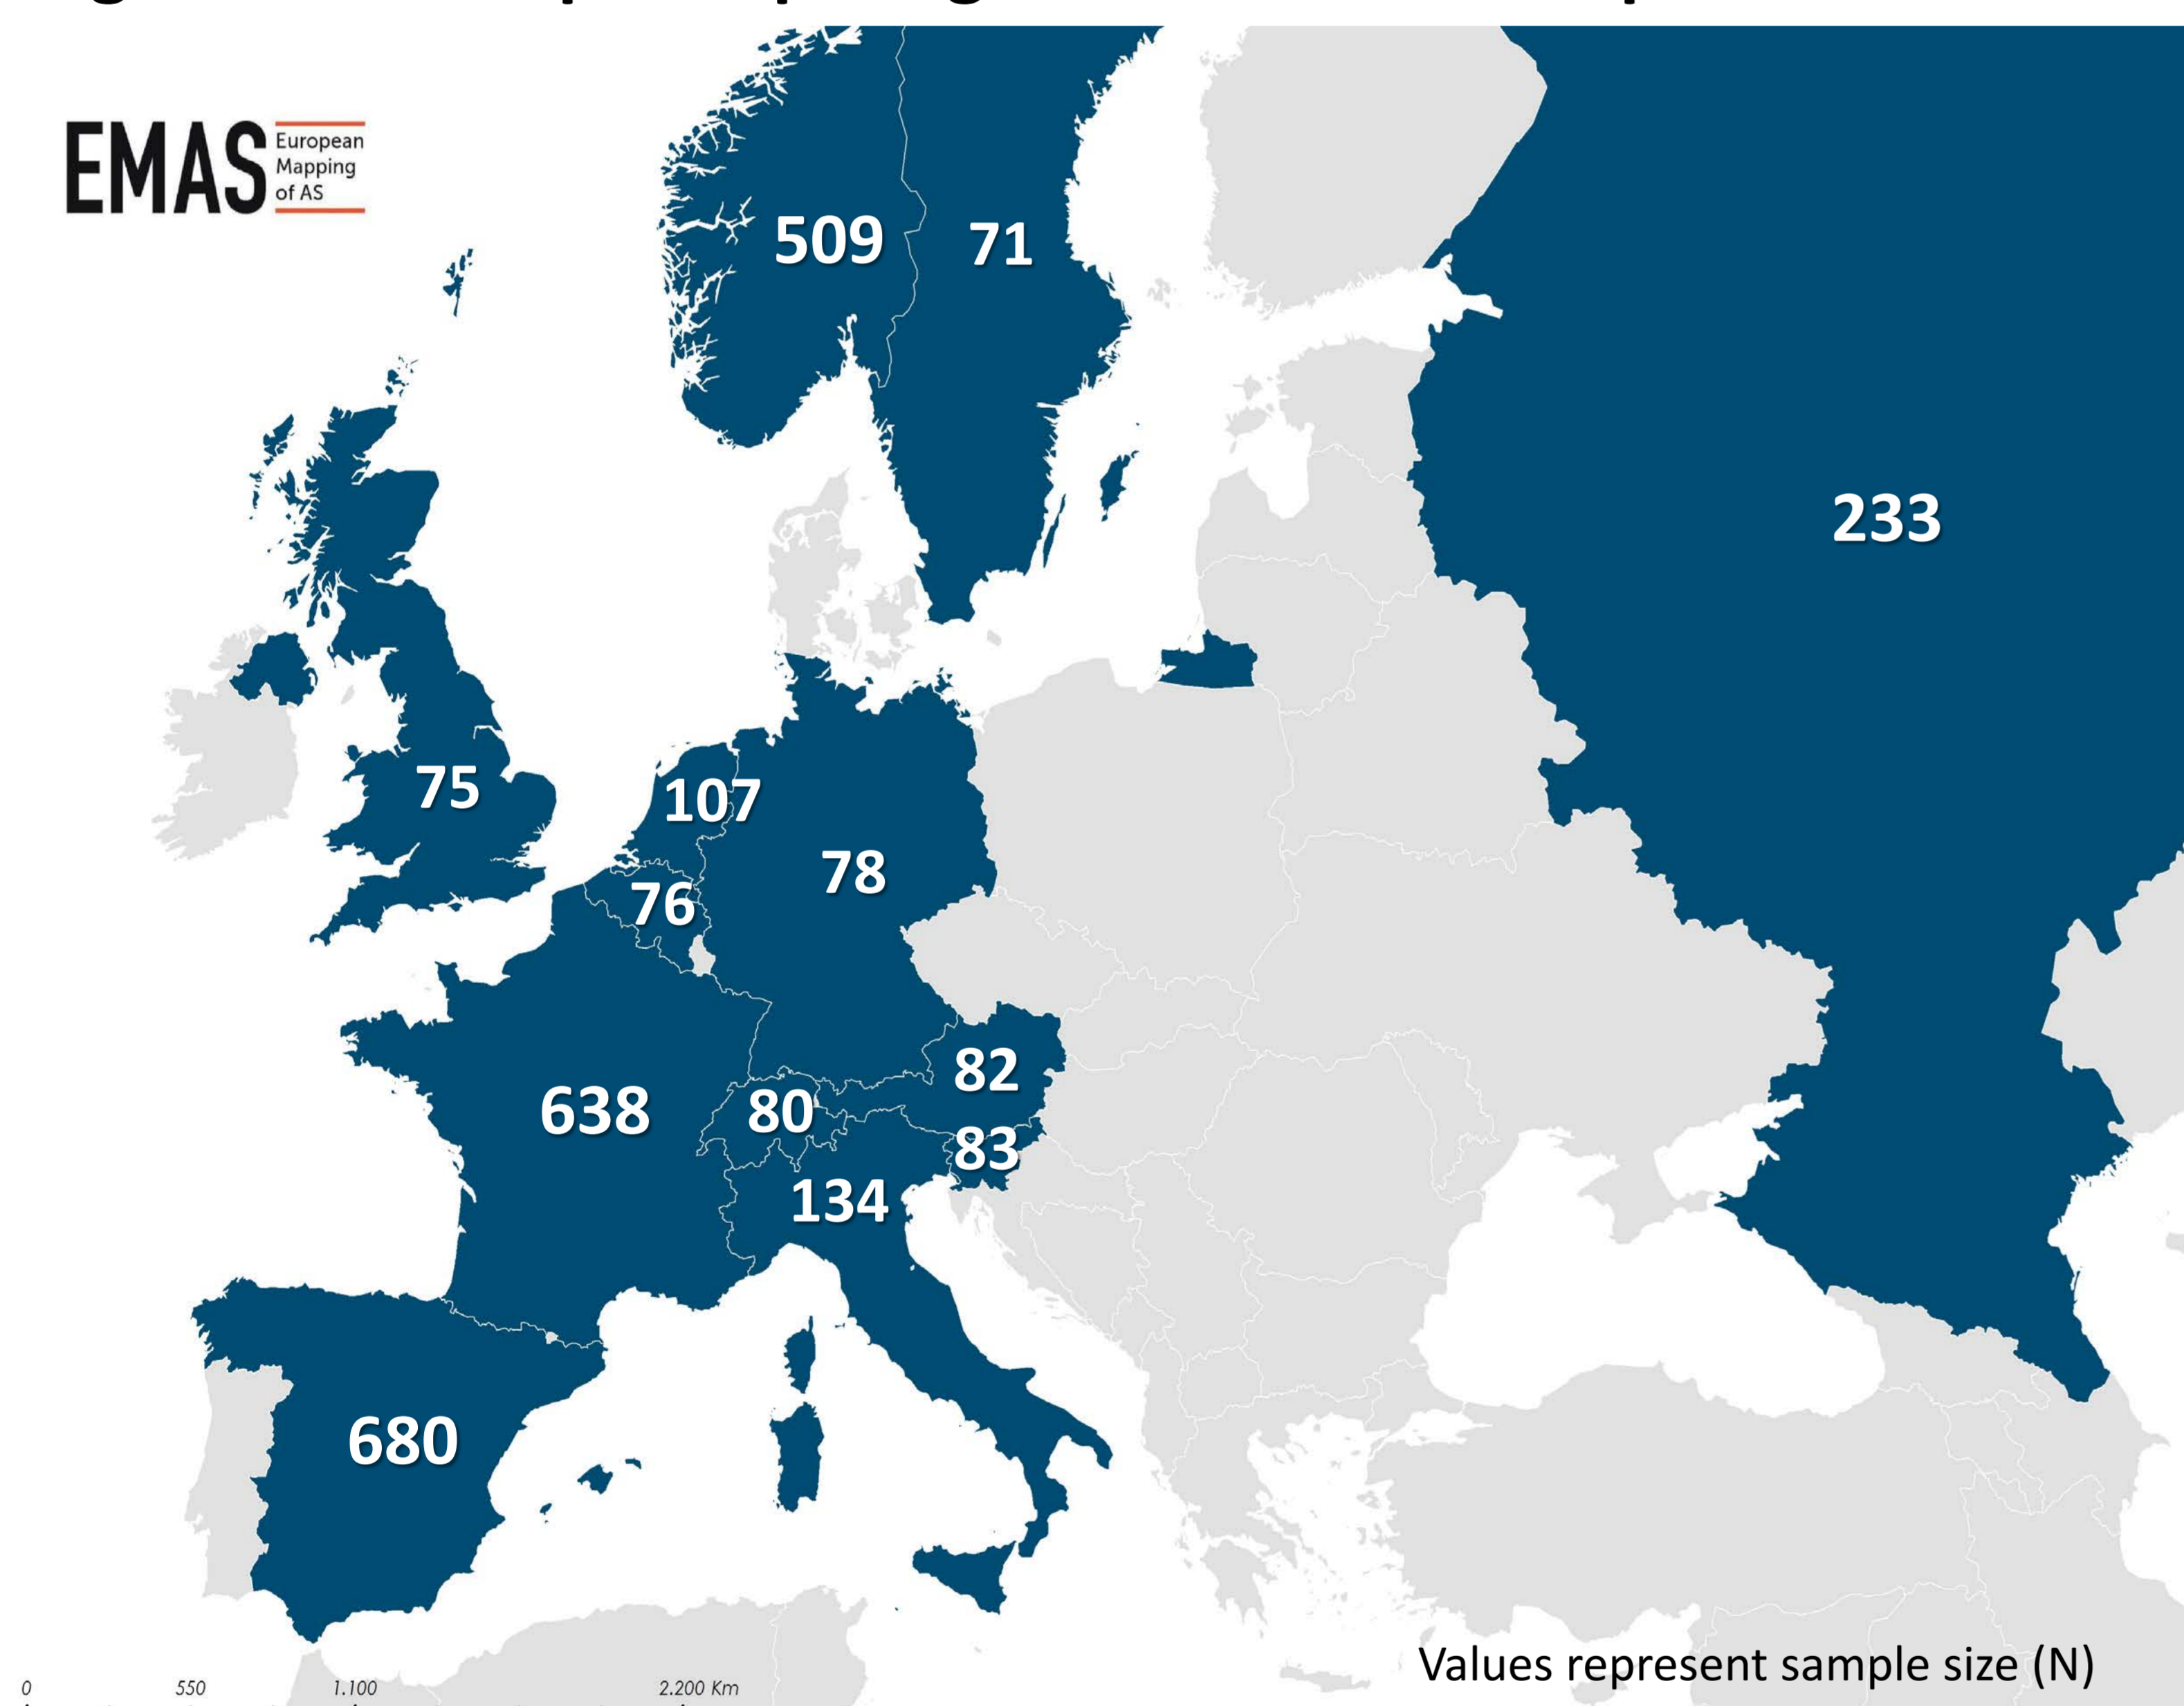 EMAS
European
Mapping
of AS
509
71
233
75
107
78
76
82
638
80
83
134
680
Values represent sample size (N)
0 550 1.100 2.200 Km